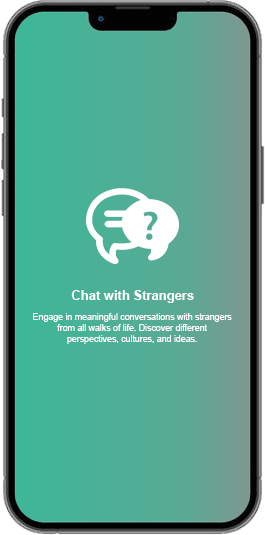 Chat with Strangers
Engage in meaningful conversations with strangers
from all walks of life. Discover different
perspectives, cultures, and ideas.